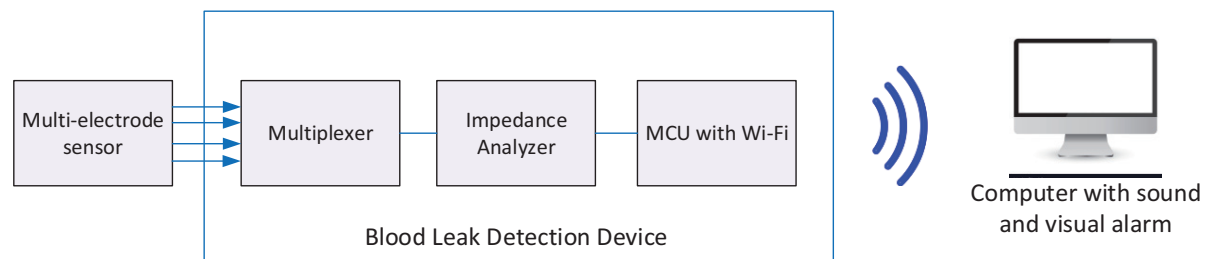 Multi-electrode
sensor
Multiplexer
Impedance
Analyzer
MCU with Wi-Fi
Blood Leak Detection Device
Computer with sound
and visual alarm